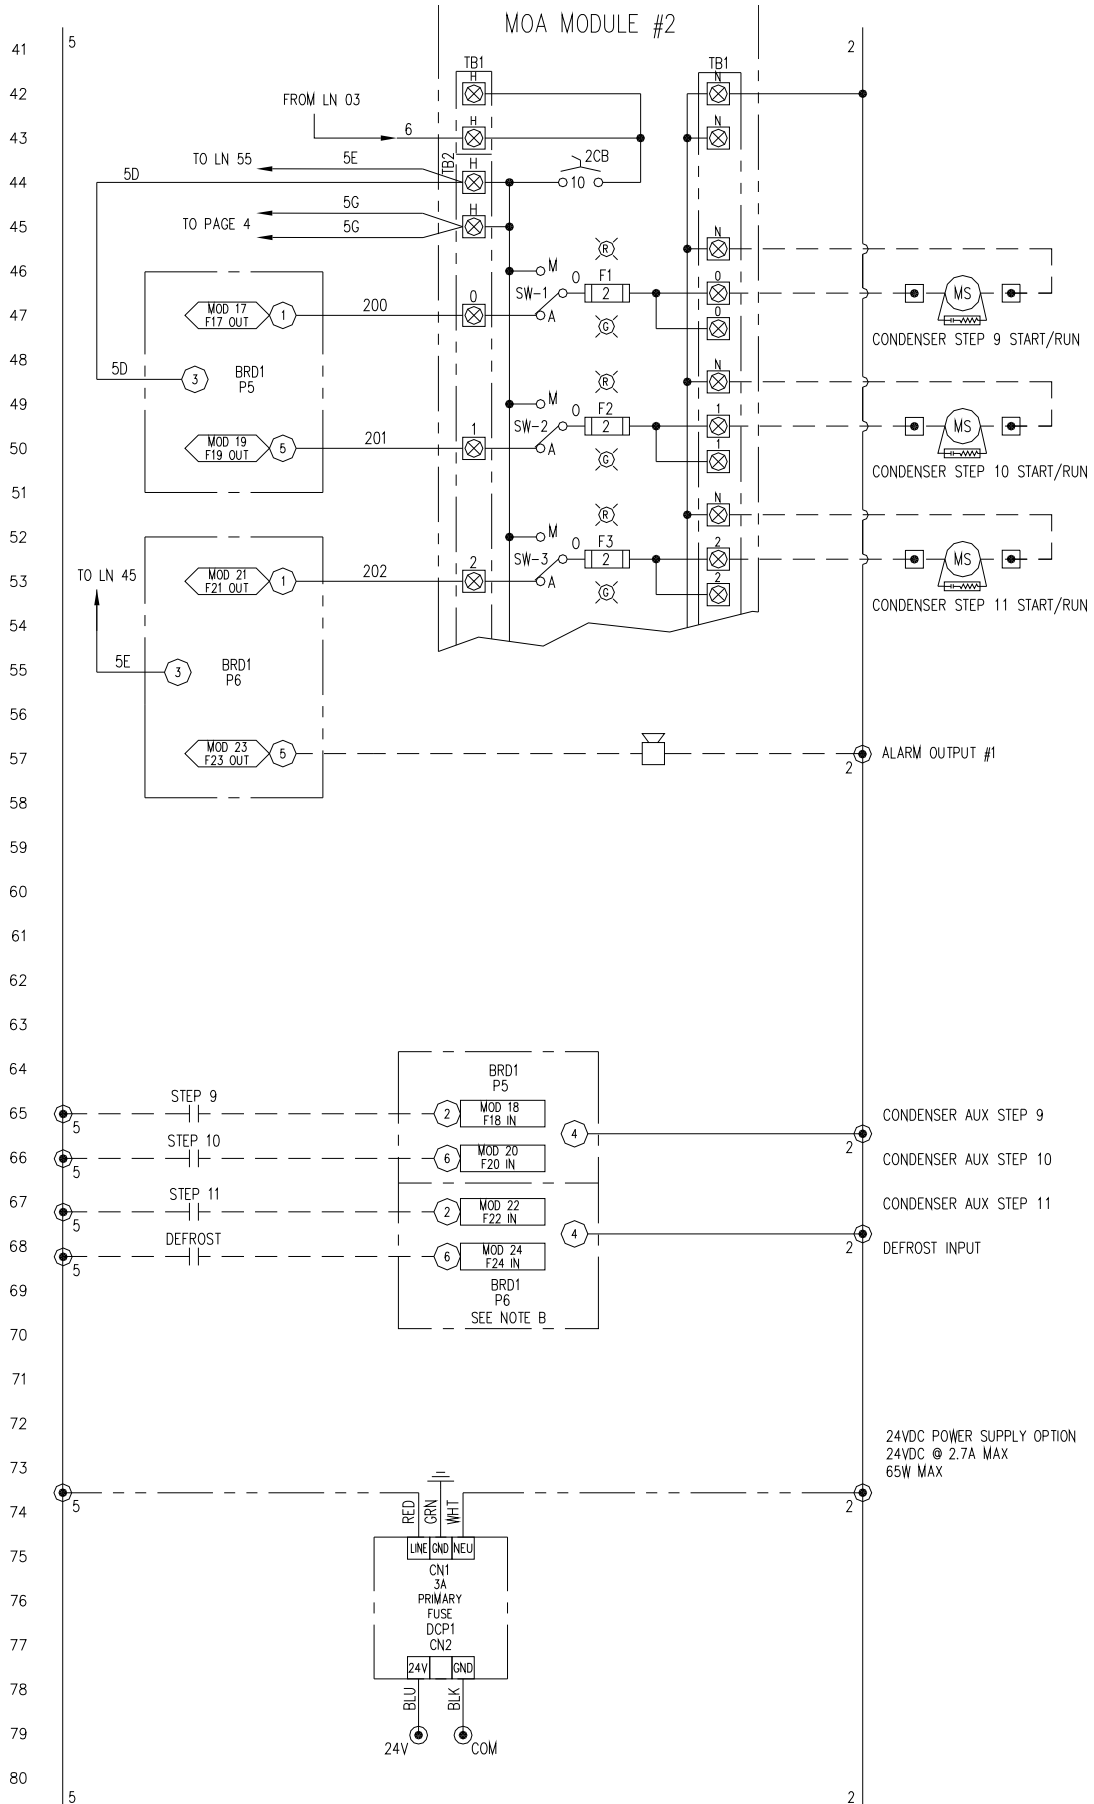 MOA MODULE #2
41
5
2
TB1
H
TB1
N
42
FROM LN 03
43
6
H
N
TO LN 55
5E
TB2
H
2CB
44
5D
10
5G
H
TO PAGE 4
5G
45
N
R
46
M
SW-1
O
F1
2
O
MS
MOD 17
F17 OUT
1
200
O
A
47
G
O
CONDENSER STEP 9 START/RUN
48
5D
3
BRD1
P5
R
N
49
M
SW-2
O
F2
2
1
MS
MOD 19
F19 OUT
5
201
1
A
50
G
1
CONDENSER STEP 10 START/RUN
51
R
N
52
M
SW-3
O
F3
2
2
MS
TO LN 45
MOD 21
F21 OUT
1
202
2
A
53
G
2
CONDENSER STEP 11 START/RUN
54
55
5E
3
BRD1
P6
56
57
MOD 23
F23 OUT
5
2
ALARM OUTPUT #1
58
59
60
61
62
63
64
BRD1
P5
65
STEP 9
5
2
MOD 18
F18 IN
4
2
CONDENSER AUX STEP 9
66
STEP 10
5
6
MOD 20
F20 IN
CONDENSER AUX STEP 10
67
STEP 11
5
2
MOD 22
F22 IN
4
2
CONDENSER AUX STEP 11
68
DEFROST
5
6
MOD 24
F24 IN
DEFROST INPUT
69
BRD1
P6
SEE NOTE B
70
71
72
24VDC POWER SUPPLY OPTION
24VDC @ 2.7A MAX
65W MAX
73
5
2
74
RED
GRN
WHT
75
LINE GND NEU
CN1
3A
76
PRIMARY
FUSE
DCP1
77
CN2
24V
GND
78
BLU
BLK
79
24V
COM
80
5
2